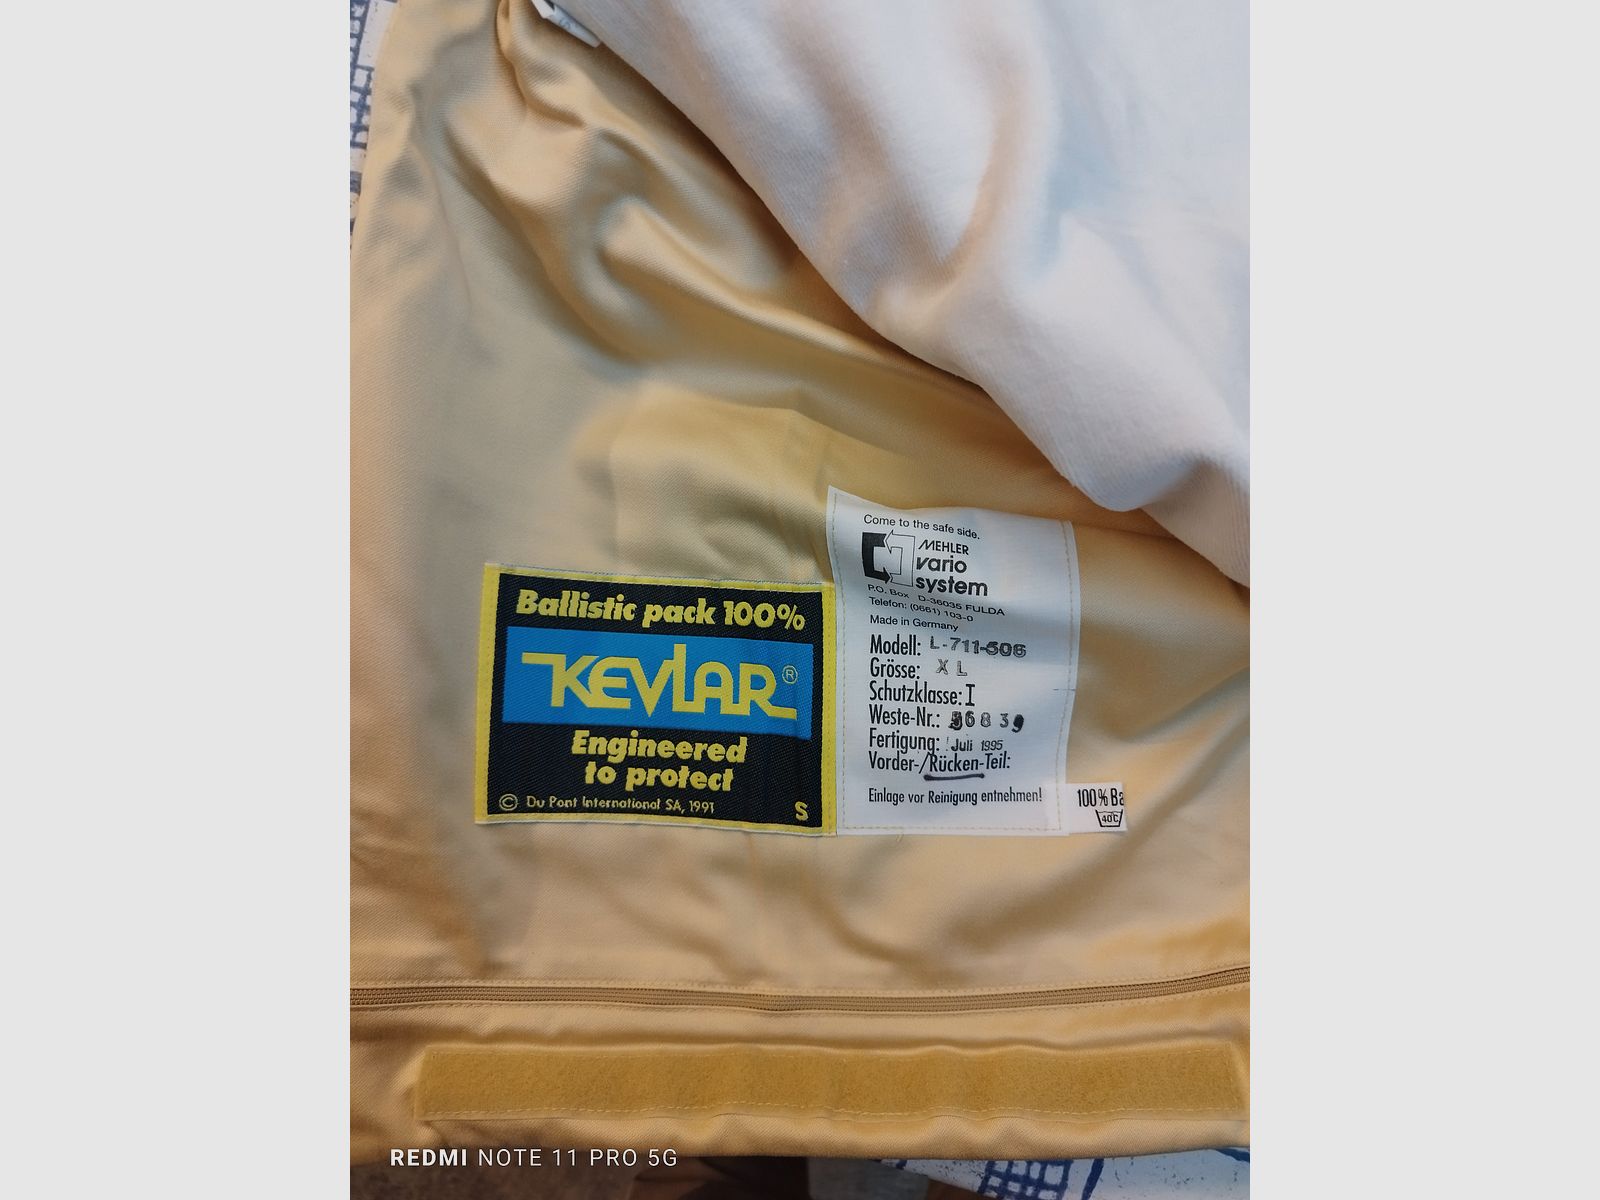 Ballistic pack 100%
KEVLAR®
Engineered
to protect
© Du Pont International SA, 1991
S
Come to the safe side.
MEHLER
vario
system
P.O. Box D-36035 FULDA
Telefon: (0661) 103-0
Made in Germany
Modell: L-711-506
Grösse: XL
Schutzklasse: I
Weste-Nr.: 56839
Fertigung: Juli 1995
Vorder-/Rücken-Teil:
Einlage vor Reinigung entnehmen!
100% Ba
40°C
REDMI NOTE 11 PRO 5G